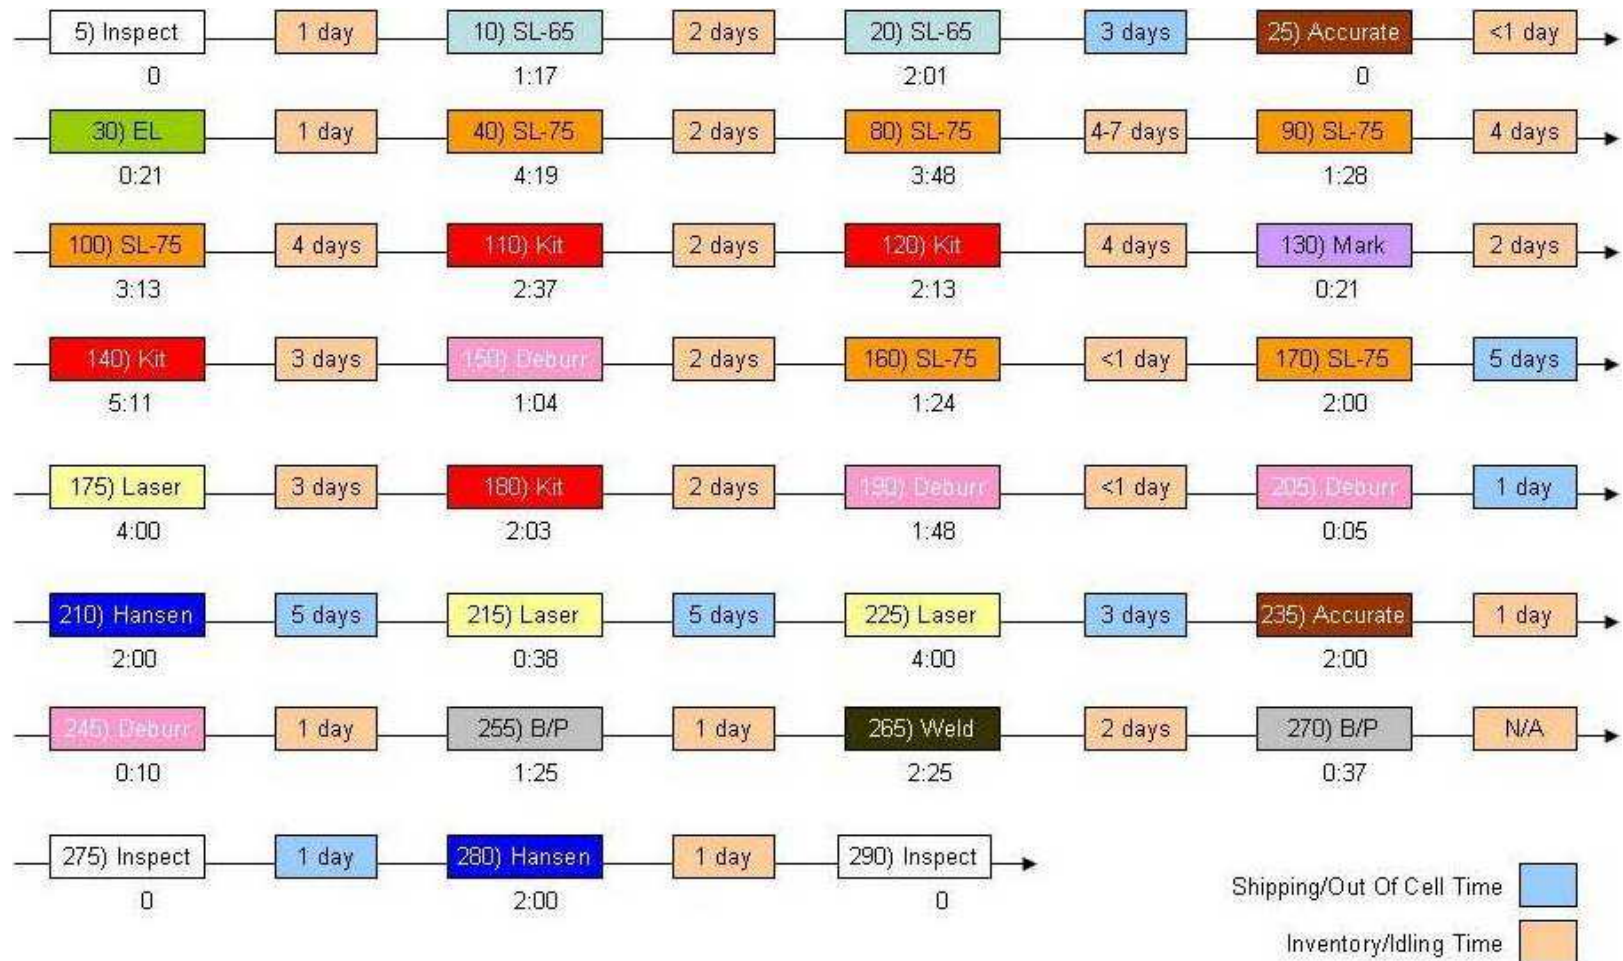 5) Inspect 1 day 10) SL-65 2 days 20) SL-65 3 days 25) Accurate <1 day
0 1:17 2:01 0
30) EL 1 day 40) SL-75 2 days 80) SL-75 4-7 days 90) SL-75 4 days
0:21 4:19 3:48 1:28
100) SL-75 4 days 110) Kit 2 days 120) Kit 4 days 130) Mark 2 days
3:13 2:37 2:13 0:21
140) Kit 3 days 150) Deburr 2 days 160) SL-75 <1 day 170) SL-75 5 days
5:11 1:04 1:24 2:00
175) Laser 3 days 180) Kit 2 days 190) Deburr <1 day 205) Deburr 1 day
4:00 2:03 1:48 0:05
210) Hansen 5 days 215) Laser 5 days 225) Laser 3 days 235) Accurate 1 day
2:00 0:38 4:00 2:00
245) Deburr 1 day 255) B/P 1 day 265) Weld 2 days 270) B/P N/A
0:10 1:25 2:25 0:37
275) Inspect 1 day 280) Hansen 1 day 290) Inspect
0 2:00 0
Shipping/Out Of Cell Time
Inventory/Idling Time